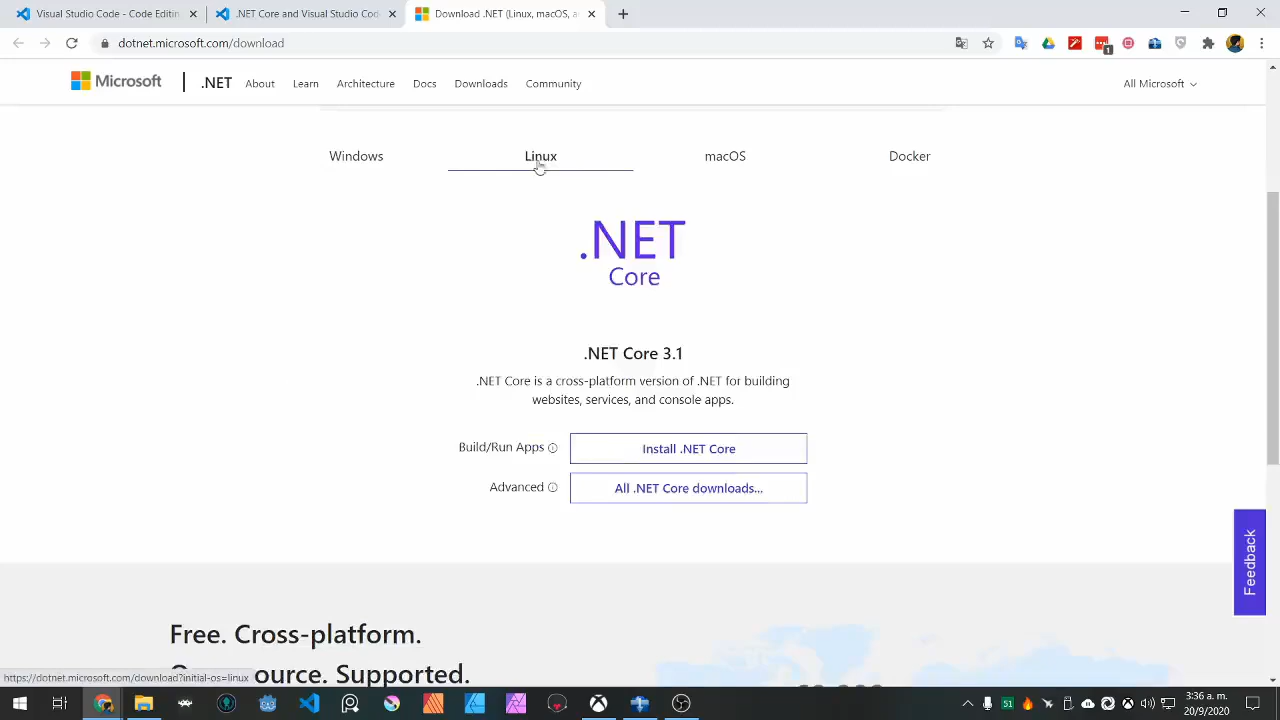 Visual Studio Code - Code Editin
.NET Core and Visual Studio Code
Download .NET (Linux, macOS, a
dotnet.microsoft.com/download
1
Microsoft
.NET
About
Learn
Architecture
Docs
Downloads
Community
All Microsoft
Windows
Linux
macOS
Docker
.NET
Core
.NET Core 3.1
.NET Core is a cross-platform version of .NET for building
websites, services, and console apps.
Build/Run Apps
Install .NET Core
Advanced
All .NET Core downloads...
Feedback
Free. Cross-platform.
source. Supported.
https://dotnet.microsoft.com/download?initial-os=linux
51
3:36 a. m.
20/9/2020